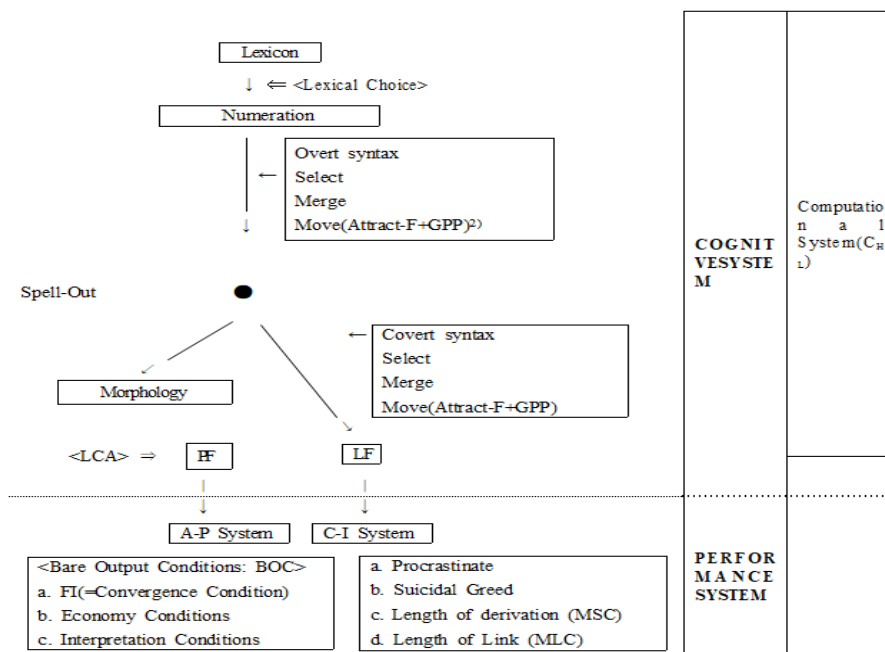 Lexicon
↓ ⇐ <Lexical Choice>
Numeration
Overt syntax
← Select
Merge
↓ Move(Attract-F+GPP)²⁾
Spell-Out ●
← Covert syntax
Select
Merge
Move(Attract-F+GPP)
Morphology
<LCA> ⇒ PF LF
↓ ↓
A-P System C-I System
<Bare Output Conditions: BOC>
a. FI(=Convergence Condition)
b. Economy Conditions
c. Interpretation Conditions
a. Procrastinate
b. Suicidal Greed
c. Length of derivation (MSC)
d. Length of Link (MLC)
COGNIT
VESYSTE
M
Computatio
n a l
System(C_H
L)
PERFOR
MANCE
SYSTEM